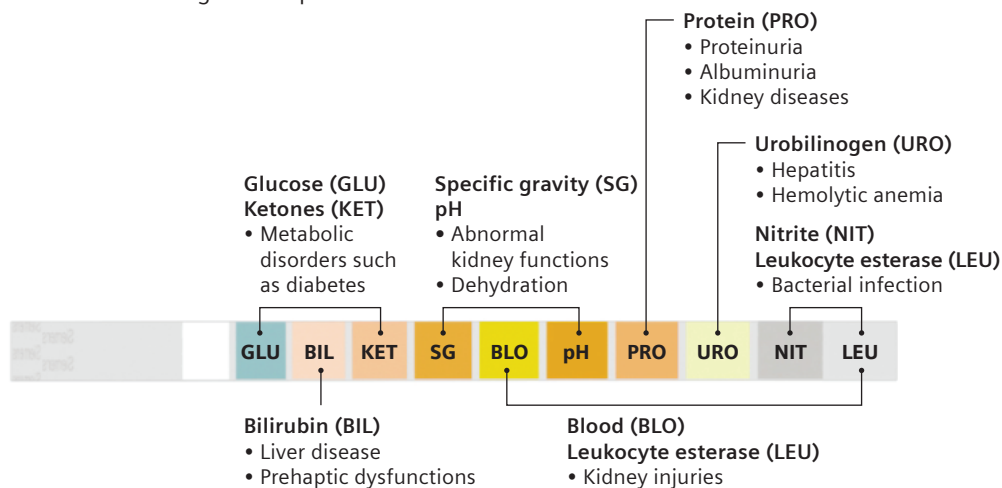 Protein (PRO)
• Proteinuria
• Albuminuria
• Kidney diseases
Urobilinogen (URO)
• Hepatitis
• Hemolytic anemia
Glucose (GLU)
Ketones (KET)
• Metabolic
disorders such
as diabetes
Specific gravity (SG)
pH
• Abnormal
kidney functions
• Dehydration
Nitrite (NIT)
Leukocyte esterase (LEU)
• Bacterial infection
GLU BIL KET SG BLO pH PRO URO NIT LEU
Bilirubin (BIL)
• Liver disease
• Prehaptic dysfunctions
Blood (BLO)
Leukocyte esterase (LEU)
• Kidney injuries